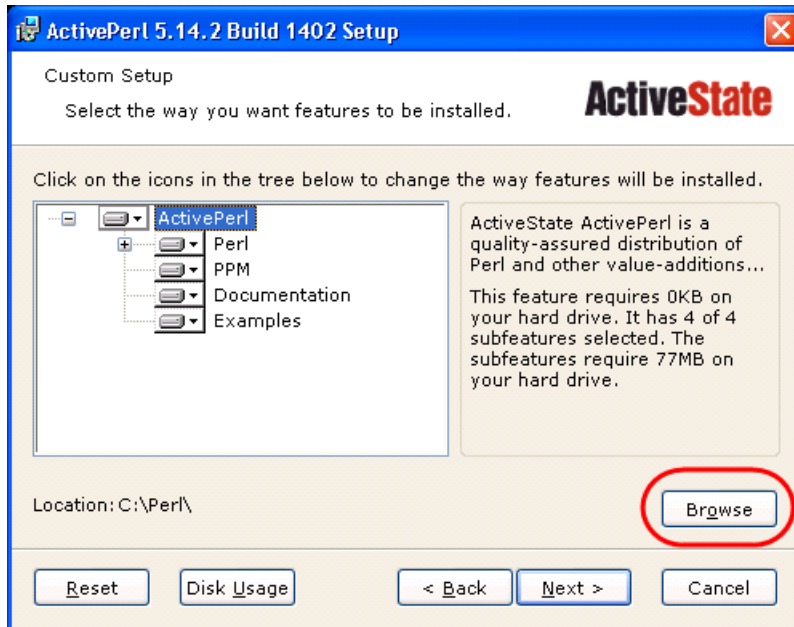 ActivePerl 5.14.2 Build 1402 Setup
Custom Setup
Select the way you want features to be installed.
ActiveState
Click on the icons in the tree below to change the way features will be installed.
ActivePerl
Perl
PPM
Documentation
Examples
ActiveState ActivePerl is a
quality-assured distribution of
Perl and other value-additions...
This feature requires 0KB on
your hard drive. It has 4 of 4
subfeatures selected. The
subfeatures require 77MB on
your hard drive.
Location: C:\Perl\
Browse
Reset
Disk Usage
< Back
Next >
Cancel